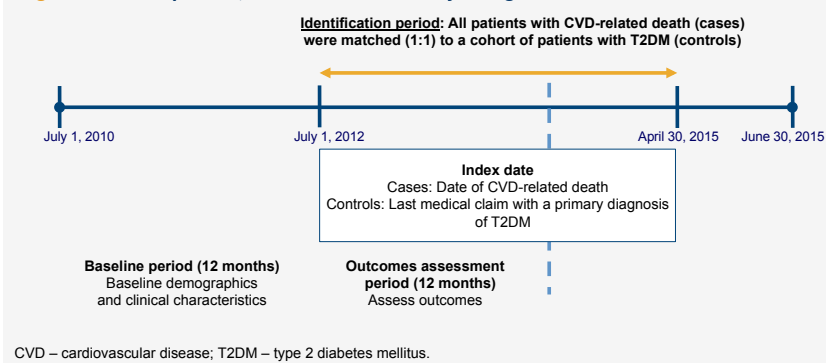 Identification period: All patients with CVD-related death (cases)
were matched (1:1) to a cohort of patients with T2DM (controls)
July 1, 2010
July 1, 2012
April 30, 2015
June 30, 2015
Index date
Cases: Date of CVD-related death
Controls: Last medical claim with a primary diagnosis
of T2DM
Baseline period (12 months)
Baseline demographics
and clinical characteristics
Outcomes assessment
period (12 months)
Assess outcomes
CVD – cardiovascular disease; T2DM – type 2 diabetes mellitus.